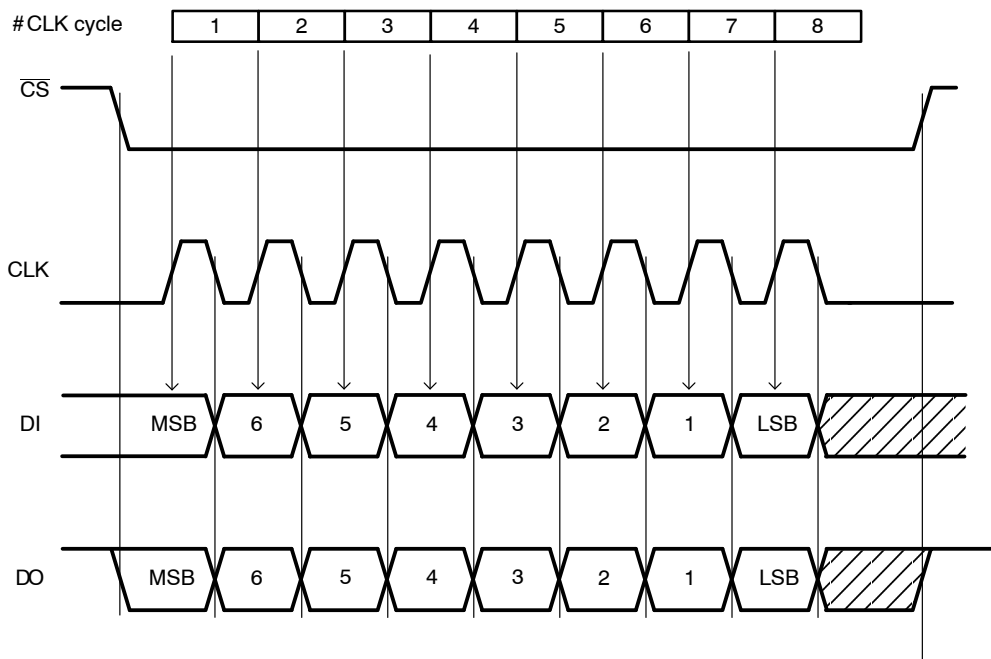 #CLK cycle 1 2 3 4 5 6 7 8
CS
CLK
DI MSB 6 5 4 3 2 1 LSB
DO MSB 6 5 4 3 2 1 LSB